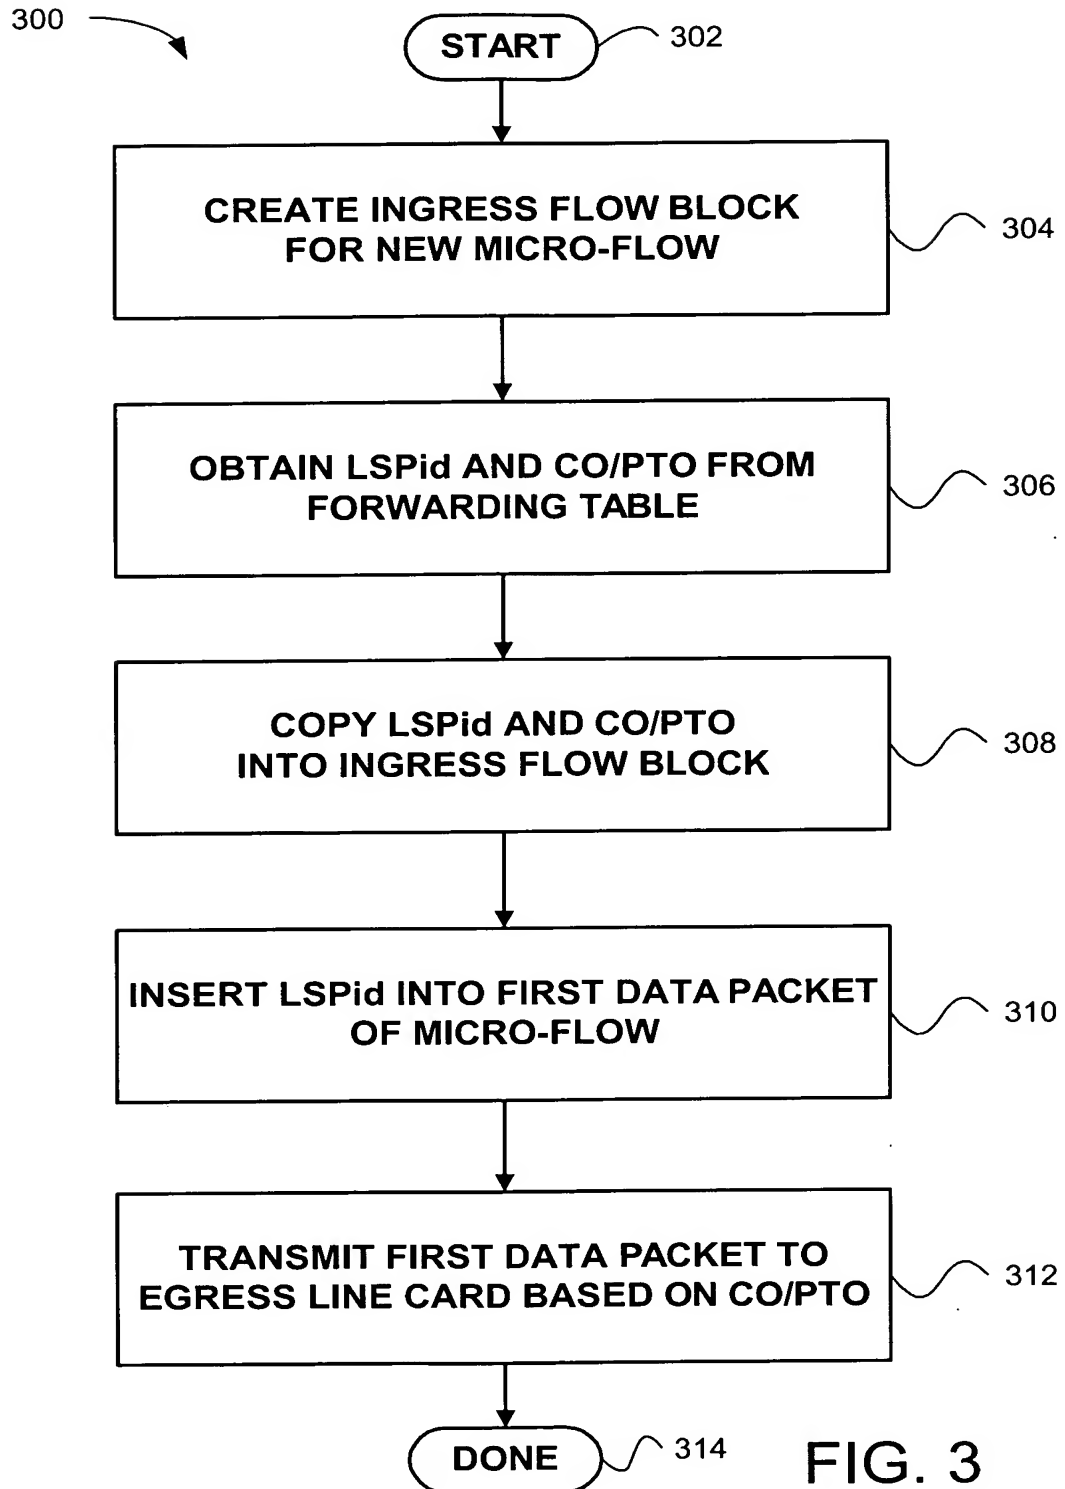 300
START
302
CREATE INGRESS FLOW BLOCK
FOR NEW MICRO-FLOW
304
OBTAIN LSPid AND CO/PTO FROM
FORWARDING TABLE
306
COPY LSPid AND CO/PTO
INTO INGRESS FLOW BLOCK
308
INSERT LSPid INTO FIRST DATA PACKET
OF MICRO-FLOW
310
TRANSMIT FIRST DATA PACKET TO
EGRESS LINE CARD BASED ON CO/PTO
312
DONE
314
FIG. 3